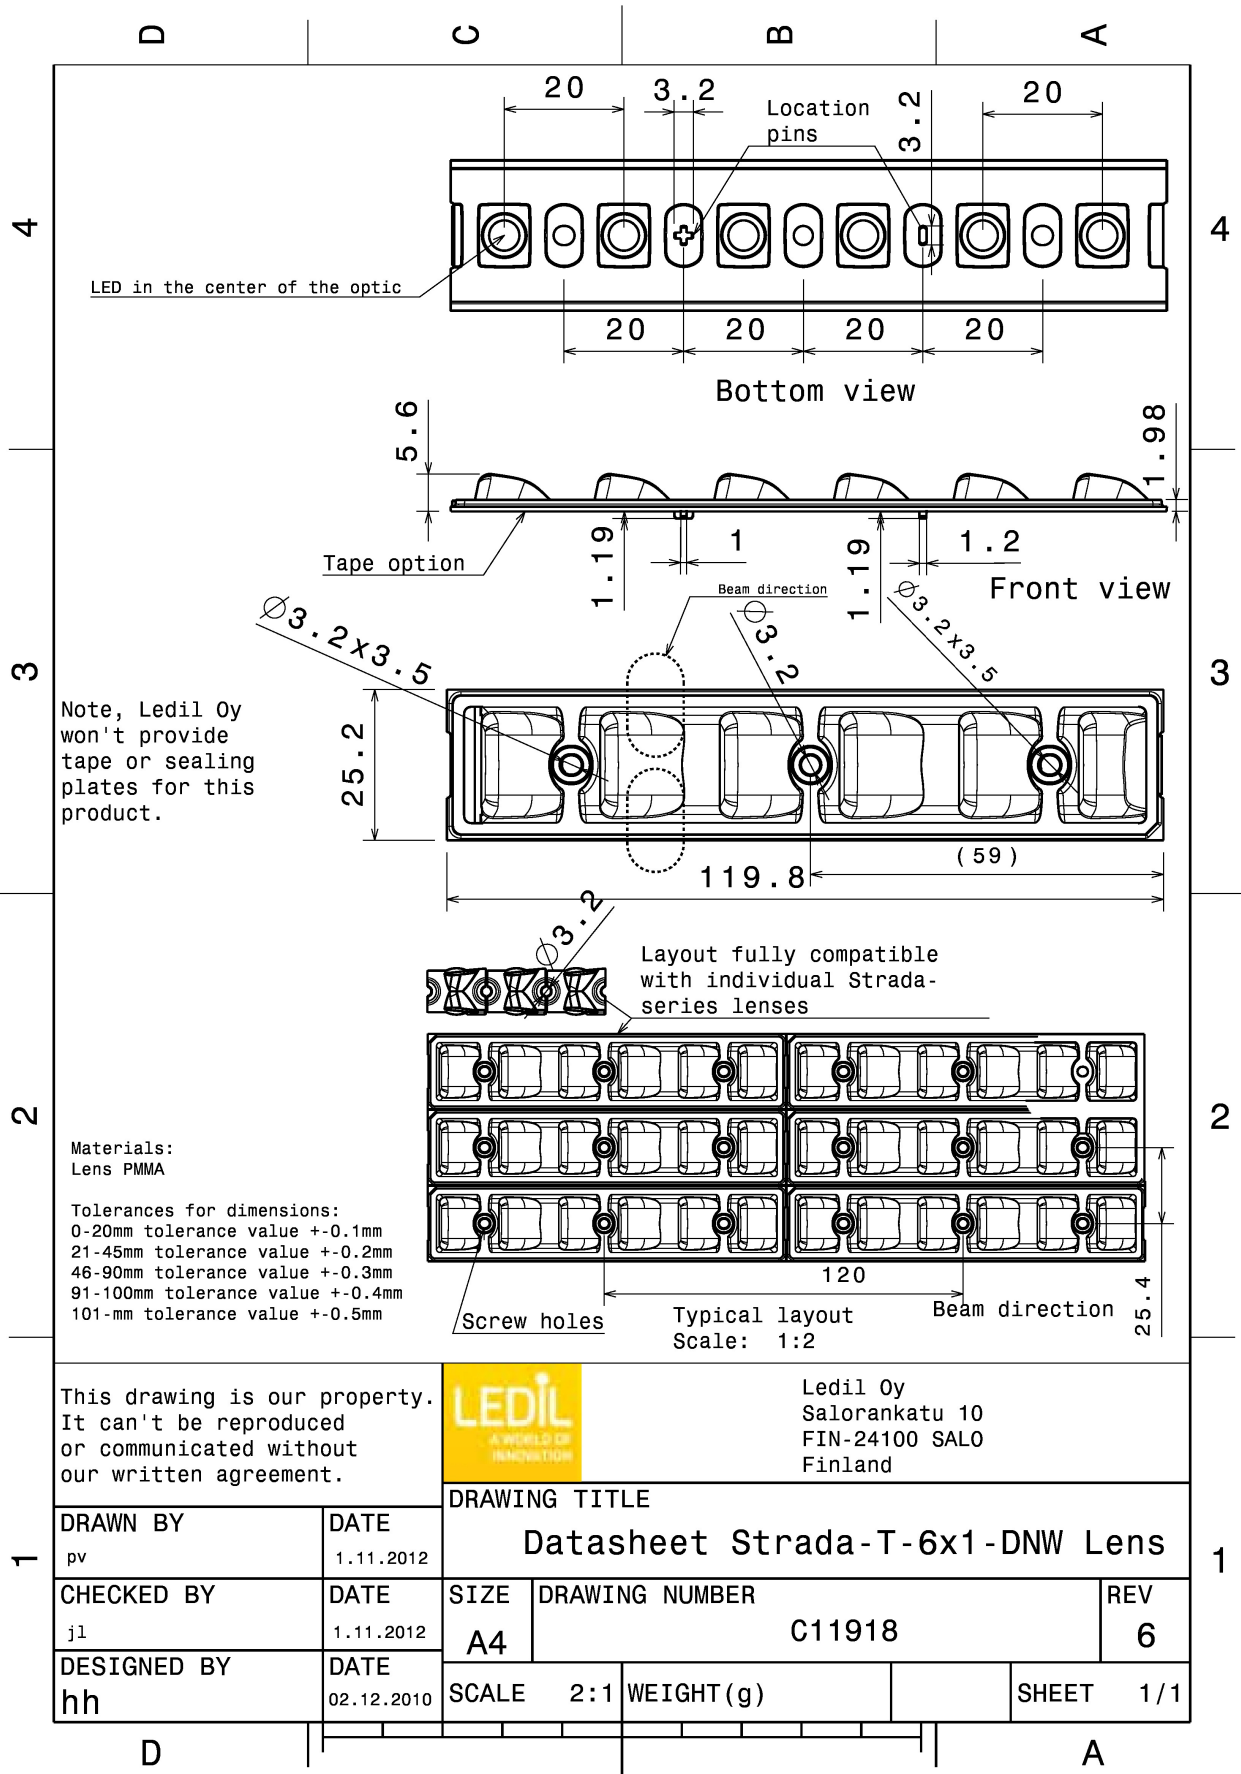 D C B A
20 3.2 Location
pins
3.2 20
4 4
LED in the center of the optic
20 20 20 20
Bottom view
5.6
1.98
Tape option
1.19
1
1.19
1.2
Front view
Beam direction
Ø3.2x3.5
Ø3.2
Ø3.2x3.5
3 3
Note, Ledil Oy
won't provide
tape or sealing
plates for this
product.
25.2
(59)
119.8
Ø3.2
Layout fully compatible
with individual Strada-
series lenses
2 2
Materials:
Lens PMMA
Tolerances for dimensions:
0-20mm tolerance value +-0.1mm
21-45mm tolerance value +-0.2mm
46-90mm tolerance value +-0.3mm
91-100mm tolerance value +-0.4mm
101-mm tolerance value +-0.5mm
120
25.4
Screw holes
Typical layout
Scale: 1:2
Beam direction
This drawing is our property.
It can't be reproduced
or communicated without
our written agreement.
LEDiL
A WORLD OF
INNOVATION
Ledil Oy
Salorankatu 10
FIN-24100 SALO
Finland
DRAWING TITLE
Datasheet Strada-T-6x1-DNW Lens
DRAWN BY DATE
pv 1.11.2012
1 1
CHECKED BY DATE
jl 1.11.2012
SIZE DRAWING NUMBER REV
A4 C11918 6
DESIGNED BY DATE
hh 02.12.2010
SCALE 2:1 WEIGHT(g) SHEET 1/1
D A